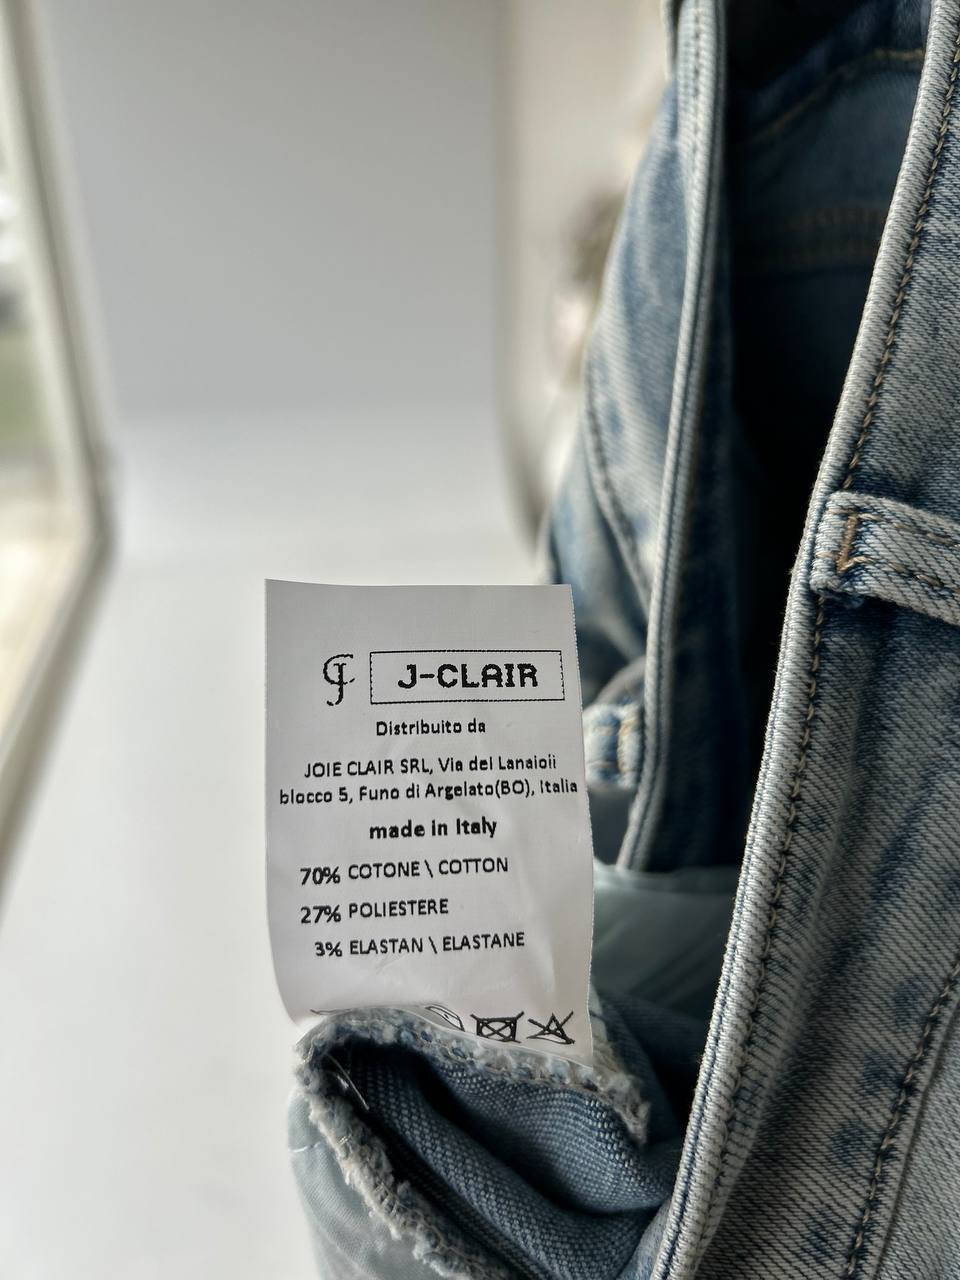 J-CLAIR
Distribuito da
JOIE CLAIR SRL, Via dei Lanaioli
blocco 5, Funo di Argelato(BO), Italia
made in Italy
70% COTONE \ COTTON
27% POLIESTERE
3% ELASTAN \ ELASTANE